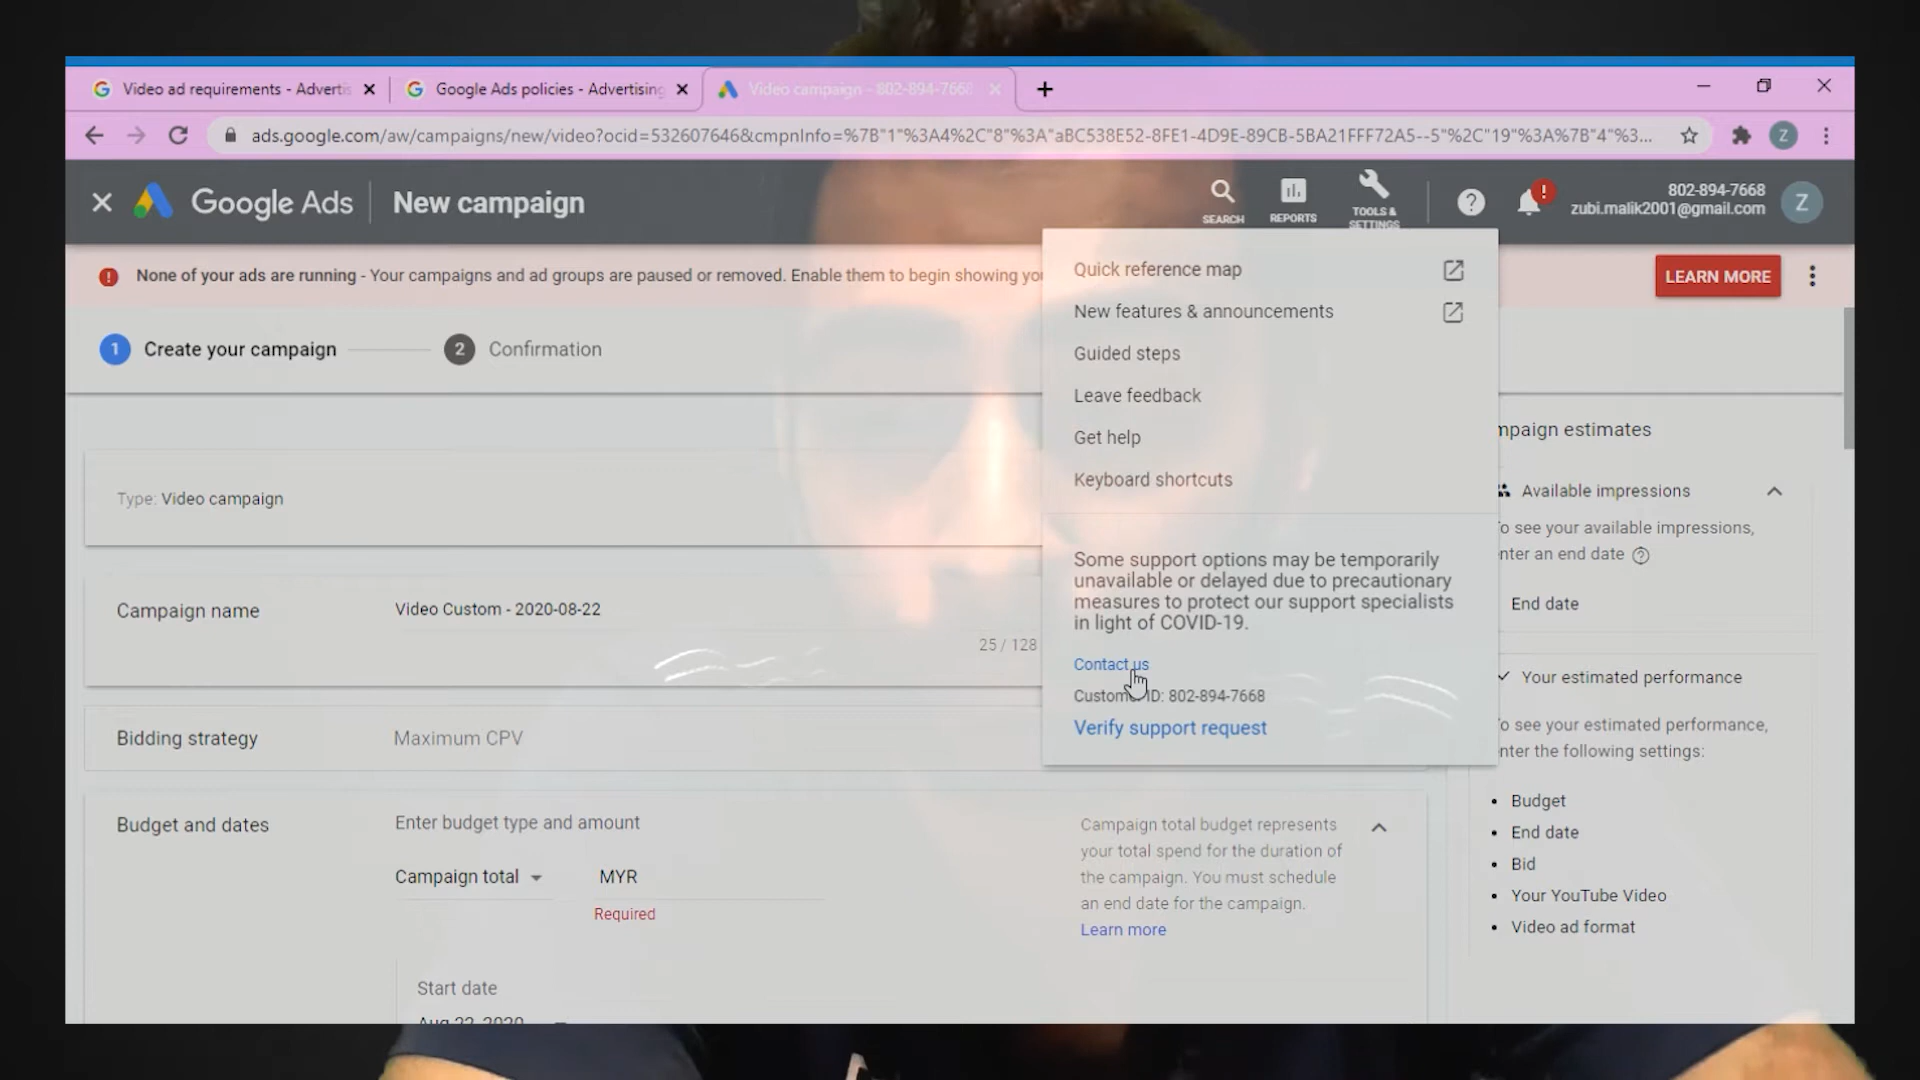 Video ad requirements - Adverti
Google Ads policies - Advertising
Video campaign - 802-894-7668
ads.google.com/aw/campaigns/new/video?ocid=532607646&cmpnInfo=%7B"1"%3A4%2C"8"%3A"aBC538E52-8FE1-4D9E-89CB-5BA21FFF72A5--5"%2C"19"%3A%7B"4"%3...
Z
Google Ads
New campaign
SEARCH
REPORTS
TOOLS &
SETTINGS
802-894-7668
zubi.malik2001@gmail.com
Z
None of your ads are running - Your campaigns and ad groups are paused or removed. Enable them to begin showing yo
LEARN MORE
1 Create your campaign
2 Confirmation
Quick reference map
New features & announcements
Guided steps
Leave feedback
Get help
Keyboard shortcuts
Some support options may be temporarily
unavailable or delayed due to precautionary
measures to protect our support specialists
in light of COVID-19.
Contact us
Customer ID: 802-894-7668
Verify support request
Type: Video campaign
Campaign name
Video Custom - 2020-08-22
25 / 128
Bidding strategy
Maximum CPV
Budget and dates
Enter budget type and amount
Campaign total
MYR
Required
Campaign total budget represents
your total spend for the duration of
the campaign. You must schedule
an end date for the campaign.
Learn more
Start date
Aug 22, 2020
mpaign estimates
Available impressions
o see your available impressions,
nter an end date
End date
Your estimated performance
o see your estimated performance,
nter the following settings:
• Budget
• End date
• Bid
• Your YouTube Video
• Video ad format